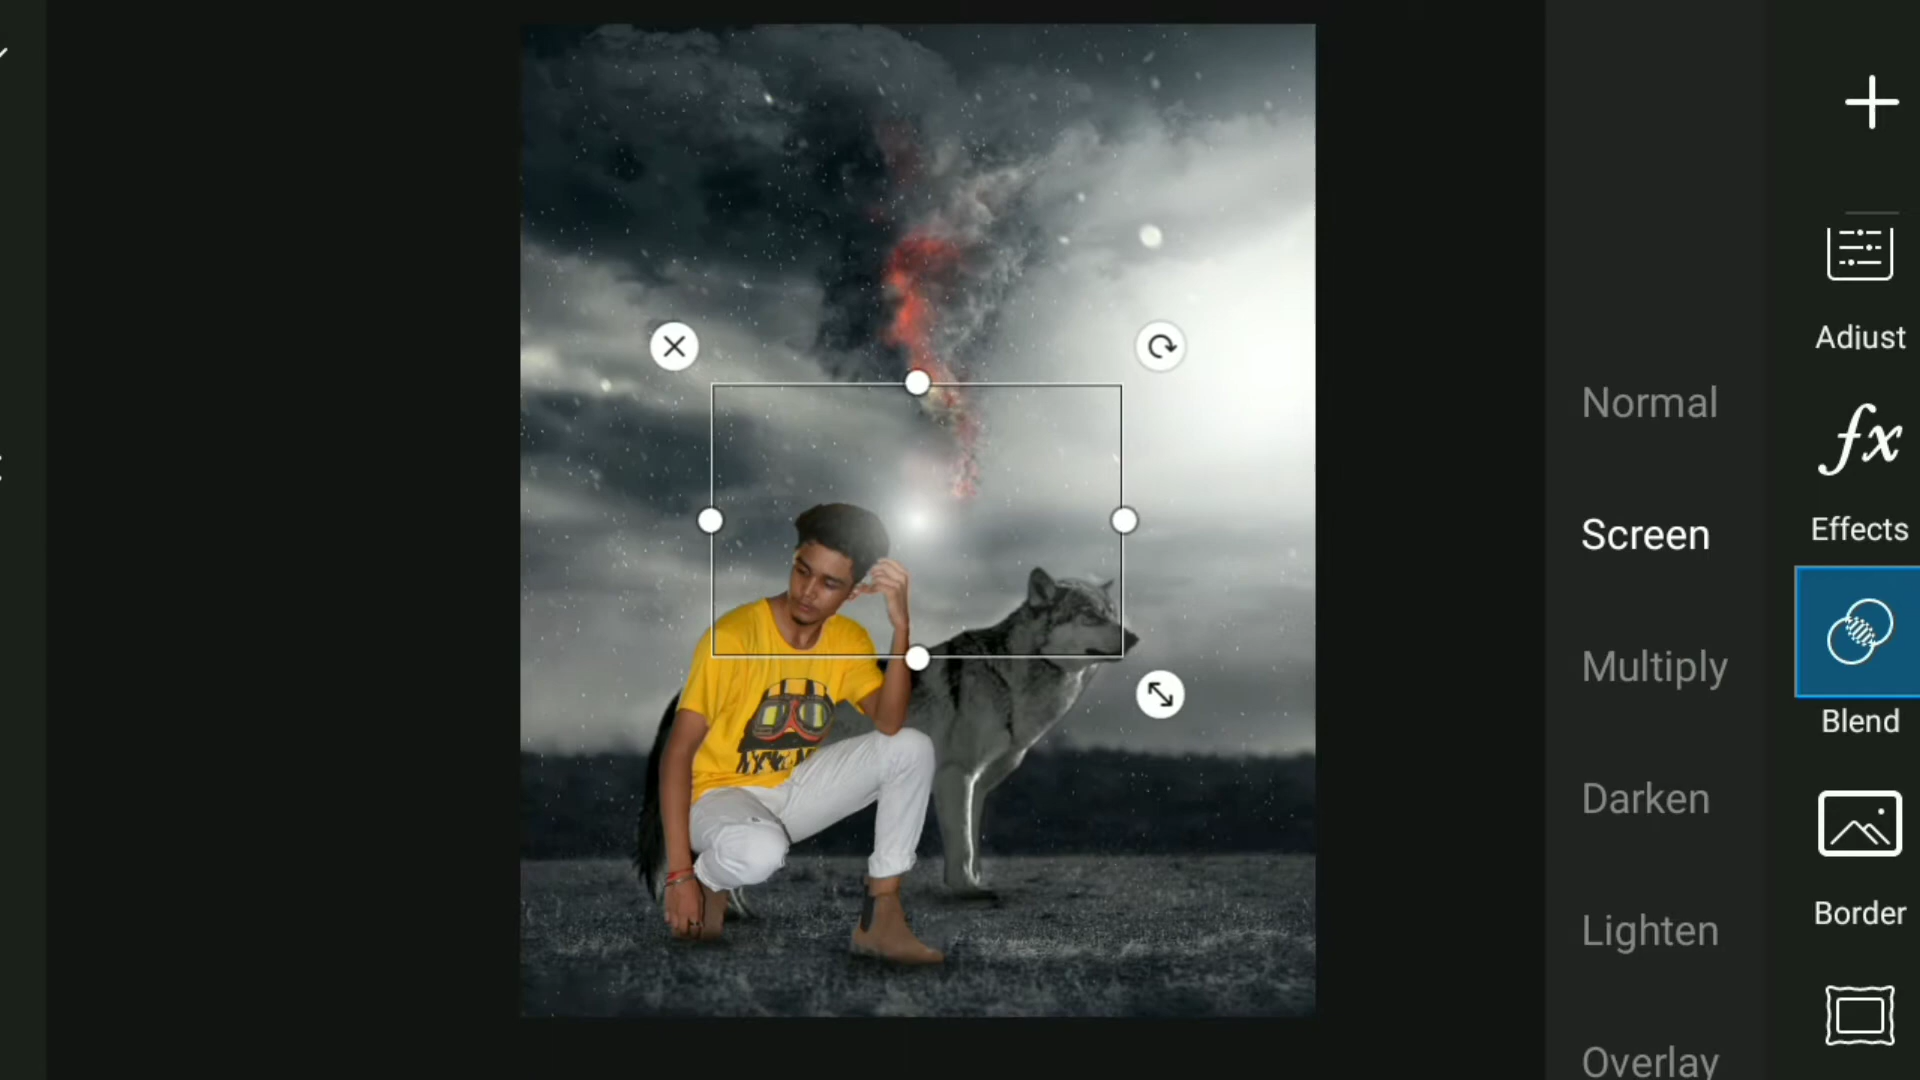 Adjust
Normal
Effects
Screen
Multiply
Blend
Darken
Border
Lighten
Overlay